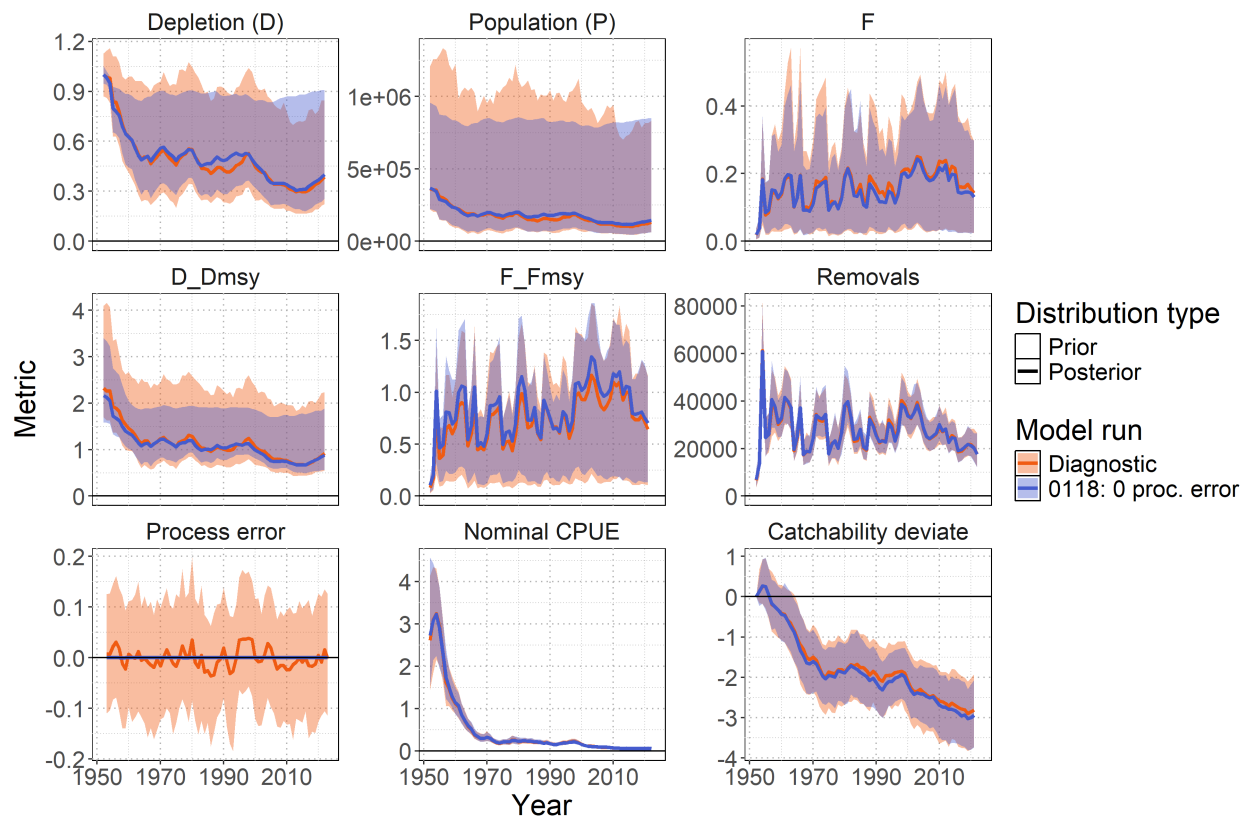 Depletion (D)
Population (P)
F
1.2
0.9
0.6
0.3
0.0
1e+06
5e+05
0e+00
0.4
0.2
0.0
D_Dmsy
F_Fmsy
Removals
4
3
2
1
0
1.5
1.0
0.5
0.0
80000
60000
40000
20000
0
Process error
Nominal CPUE
Catchability deviate
0.2
0.1
0.0
-0.1
-0.2
4
3
2
1
0
1
0
-1
-2
-3
-4
1950 1970 1990 2010
1950 1970 1990 2010
1950 1970 1990 2010
Metric
Year
Distribution type
Prior
Posterior
Model run
Diagnostic
0118: 0 proc. error